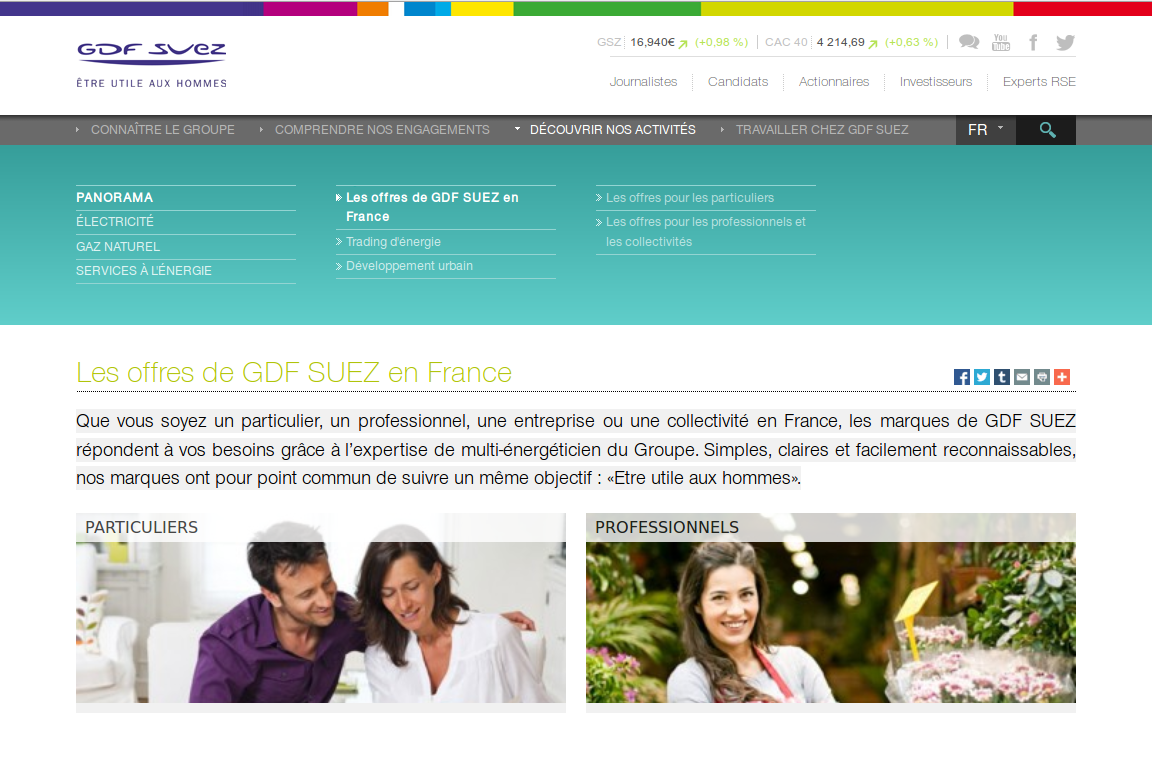 GSZ 16,940€ (+0,98 %) CAC 40 4 214,69 (+0,63 %) You Tube
GDF SUEZ
ÊTRE UTILE AUX HOMMES
Journalistes Candidats Actionnaires Investisseurs Experts RSE
CONNAÎTRE LE GROUPE COMPRENDRE NOS ENGAGEMENTS DÉCOUVRIR NOS ACTIVITÉS TRAVAILLER CHEZ GDF SUEZ FR
PANORAMA
ÉLECTRICITÉ
GAZ NATUREL
SERVICES À L'ÉNERGIE
Les offres de GDF SUEZ en
France
Trading d'énergie
Développement urbain
Les offres pour les particuliers
Les offres pour les professionnels et
les collectivités
Les offres de GDF SUEZ en France
Que vous soyez un particulier, un professionnel, une entreprise ou une collectivité en France, les marques de GDF SUEZ
répondent à vos besoins grâce à l'expertise de multi-énergéticien du Groupe. Simples, claires et facilement reconnaissables,
nos marques ont pour point commun de suivre un même objectif : «Etre utile aux hommes».
PARTICULIERS
PROFESSIONNELS